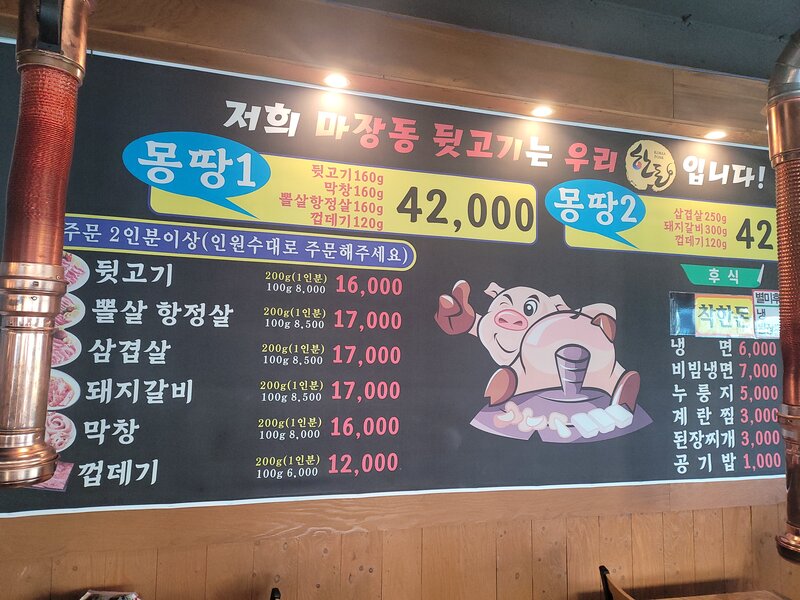 저희 마장동 뒷고기는 우리 한돈 입니다!
몽땅1
뒷고기160g
막창160g
뽈살항정살160g
껍데기120g
42,000
몽땅2
삼겹살250g
돼지갈비300g
껍데기120g
42
주문 2인분이상(인원수대로 주문해주세요)
뒷고기 200g(1인분) 100g 8,000 16,000
뽈살 항정살 200g(1인분) 100g 8,500 17,000
삼겹살 200g(1인분) 100g 8,500 17,000
돼지갈비 200g(1인분) 100g 8,500 17,000
막창 200g(1인분) 100g 8,000 16,000
껍데기 200g(1인분) 100g 6,000 12,000
후식
착한돈
냉면 6,000
비빔냉면 7,000
누룽지 5,000
계란찜 3,000
된장찌개 3,000
공기밥 1,000